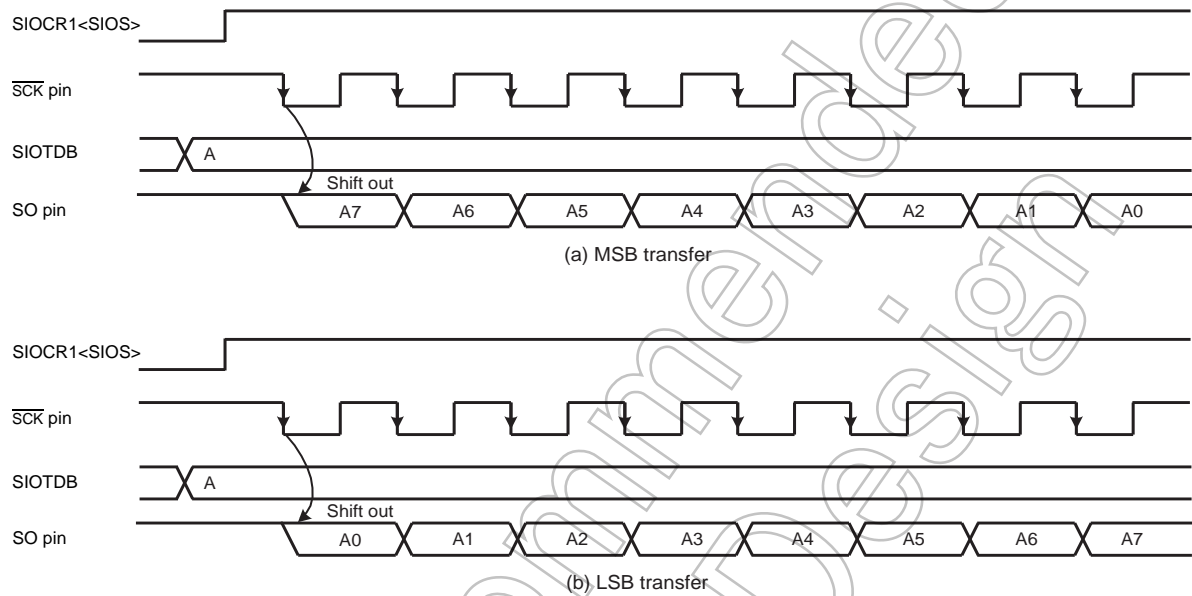 SIOCR1<SIOS>
SCK pin
SIOTDB A
Shift out
SO pin A7 A6 A5 A4 A3 A2 A1 A0
(a) MSB transfer
SIOCR1<SIOS>
SCK pin
SIOTDB A
Shift out
SO pin A0 A1 A2 A3 A4 A5 A6 A7
(b) LSB transfer
Design